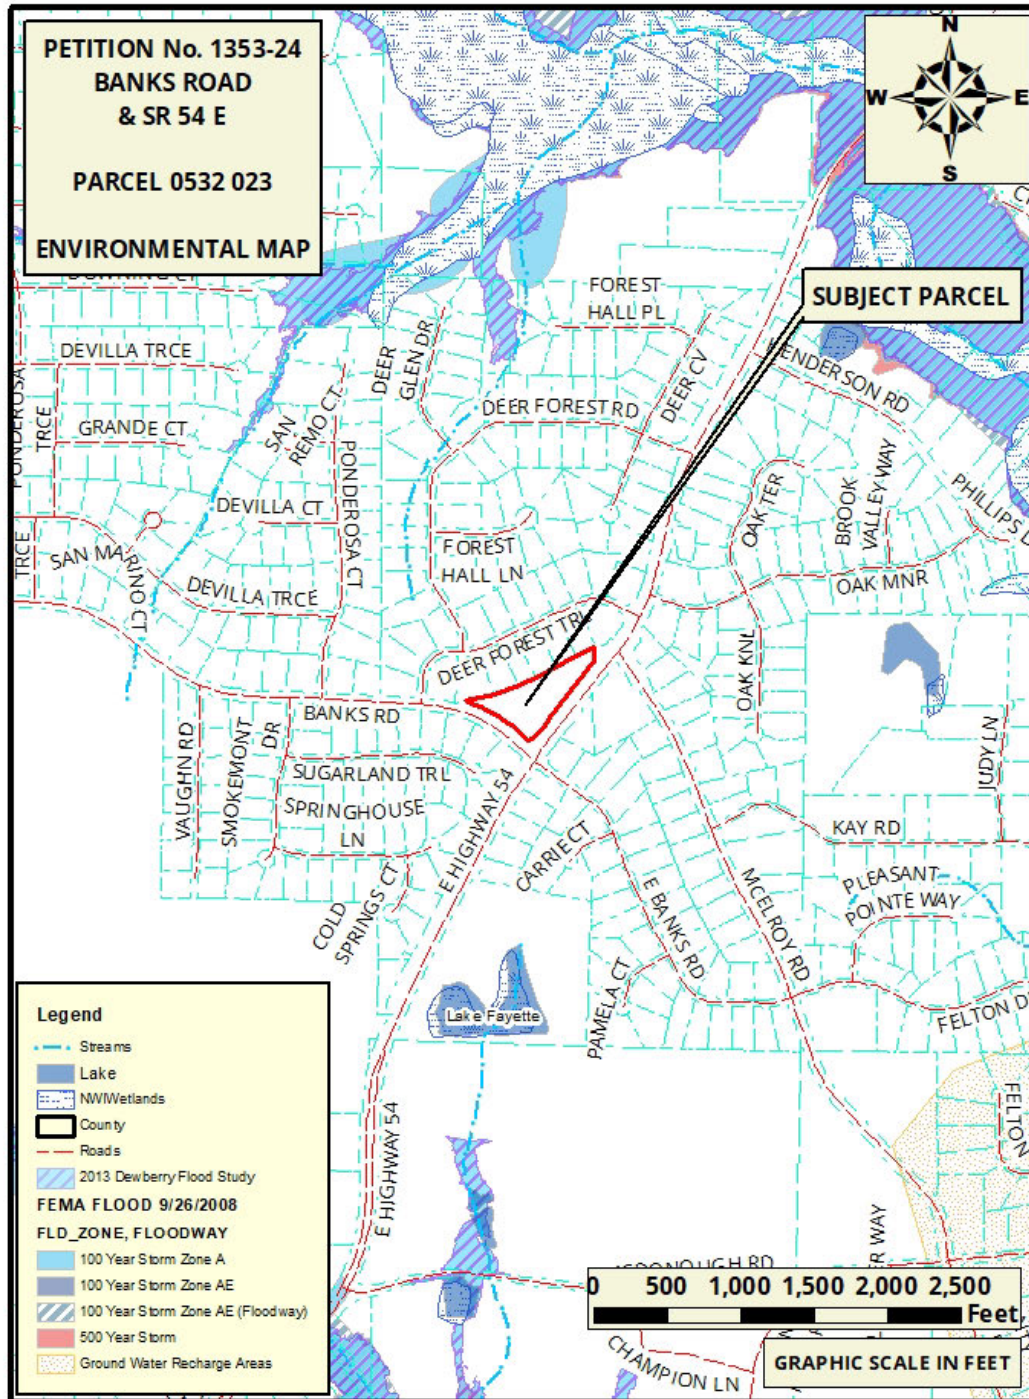 PETITION No. 1353-24
BANKS ROAD
& SR 54 E
PARCEL 0532 023
ENVIRONMENTAL MAP
N
W
E
S
SUBJECT PARCEL
FOREST
HALL PL
DEVILLA TRCE
DEER
GLEN DR
DEER CV
HENDERSON RD
PONDEROSA
TRCE
GRANDE CT
SAN
REMO CT
DEER FOREST RD
PONDEROSA CT
OAK TER
BROOK
VALLEY WAY
DEVILLA CT
TRCE
SAN MARINO CT
FOREST
HALL LN
DEVILLA TRCE
OAK MNR
DEER FOREST TRL
OAK KNL
BANKS RD
VAUGHN RD
SMOKEMONT
DR
SUGARLAND TRL
SPRINGHOUSE
LN
JUDY LN
E HIGHWAY 54
CARRIE CT
KAY RD
COLD
SPRINGS CT
E BANKS RD
MCELROY RD
PLEASANT
POINTE WAY
PAMELA CT
Lake Fayette
FELTON
E HIGHWAY 54
FELTON
CHAMPION LN
Legend
Streams
Lake
NWIWetlands
County
Roads
2013 Dewberry Flood Study
FEMA FLOOD 9/26/2008
FLD_ZONE, FLOODWAY
100 Year Storm Zone A
100 Year Storm Zone AE
100 Year Storm Zone AE (Floodway)
500 Year Storm
Ground Water Recharge Areas
0 500 1,000 1,500 2,000 2,500
Feet
GRAPHIC SCALE IN FEET